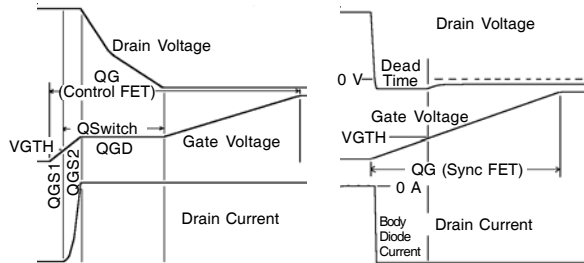 Drain Voltage
QG
(Control FET)
QSwitch
VGTH
QGD
Gate Voltage
QGS1
QGS2
Drain Current
Drain Voltage
0 V
Dead
Time
Gate Voltage
VGTH
QG (Sync FET)
0 A
Body
Diode
Current
Drain Current